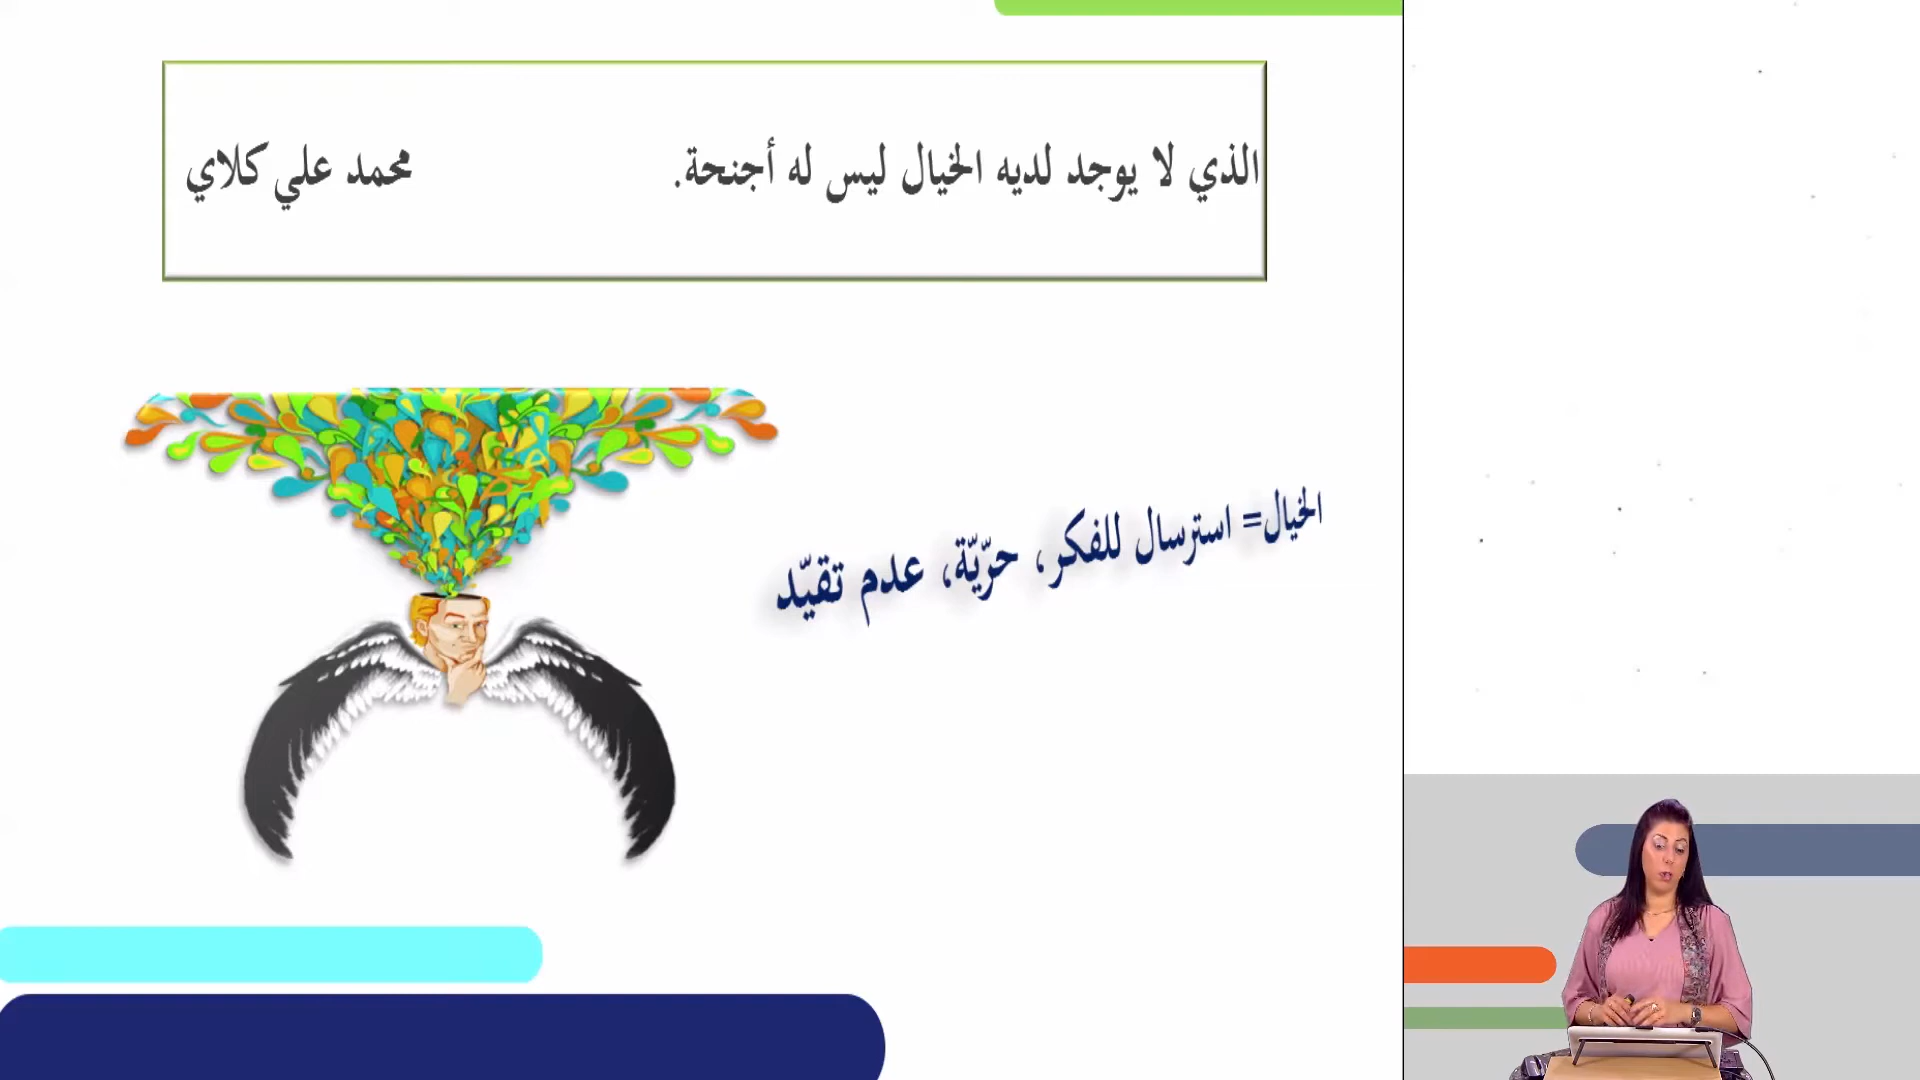 الذي لا يوجد لديه الخيال ليس له أجنحة. محمد علي كلاي
الخيال= استرسال للفكر، حرّيّة، عدم تقيّد